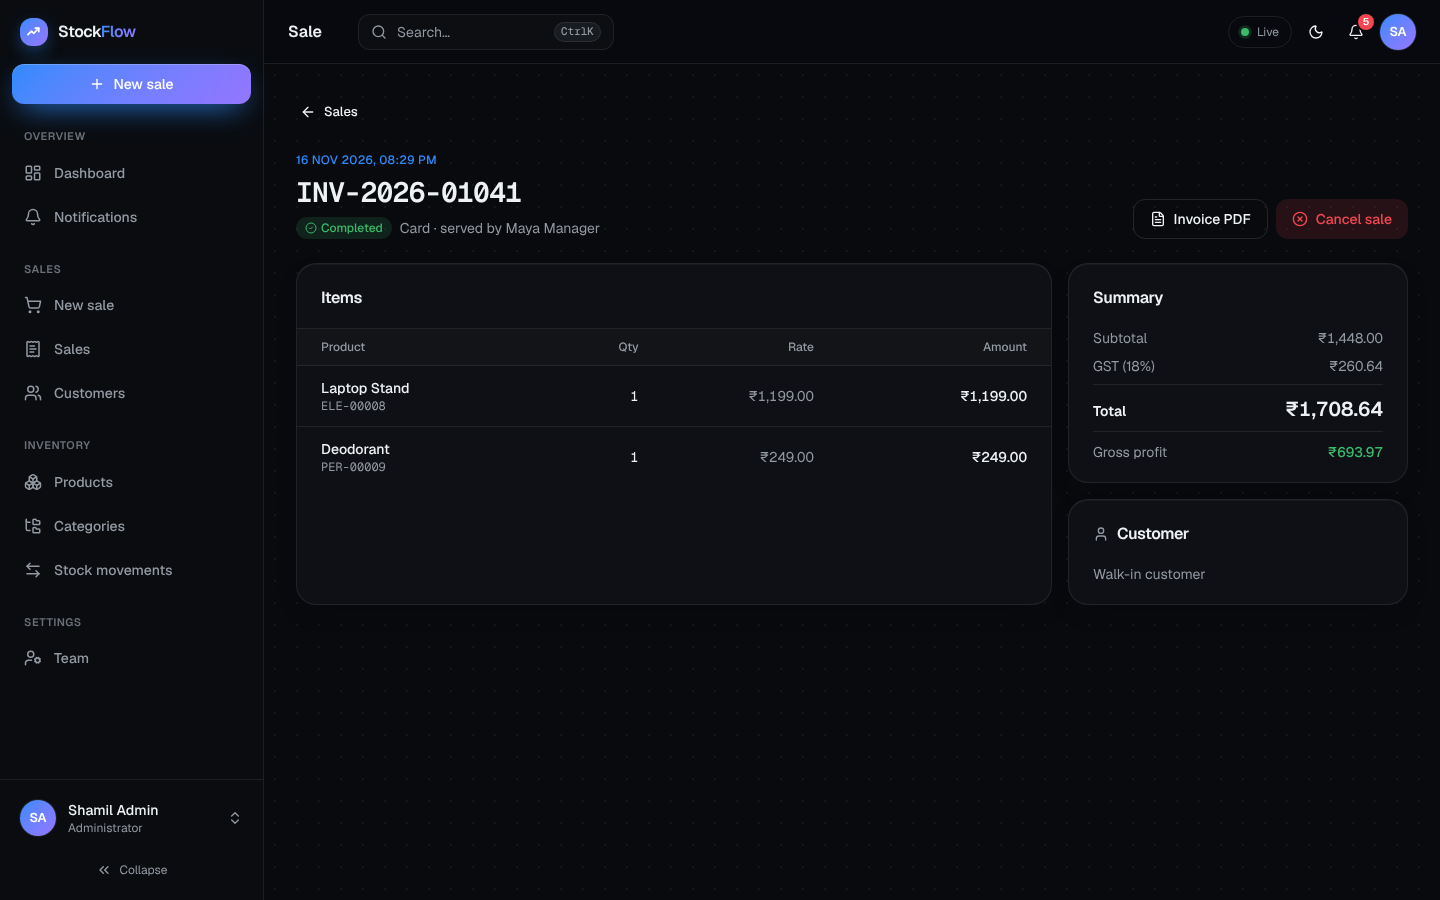 StockFlow
New sale
OVERVIEW
Dashboard
Notifications
SALES
New sale
Sales
Customers
INVENTORY
Products
Categories
Stock movements
SETTINGS
Team
SA
Shamil Admin
Administrator
Collapse
Sale
Search...
CtrlK
Live
5
SA
Sales
16 NOV 2026, 08:29 PM
INV-2026-01041
Completed Card · served by Maya Manager
Invoice PDF
Cancel sale
Items
Product Qty Rate Amount
Laptop Stand
ELE-00008
1 ₹1,199.00 ₹1,199.00
Deodorant
PER-00009
1 ₹249.00 ₹249.00
Summary
Subtotal ₹1,448.00
GST (18%) ₹260.64
Total ₹1,708.64
Gross profit ₹693.97
Customer
Walk-in customer